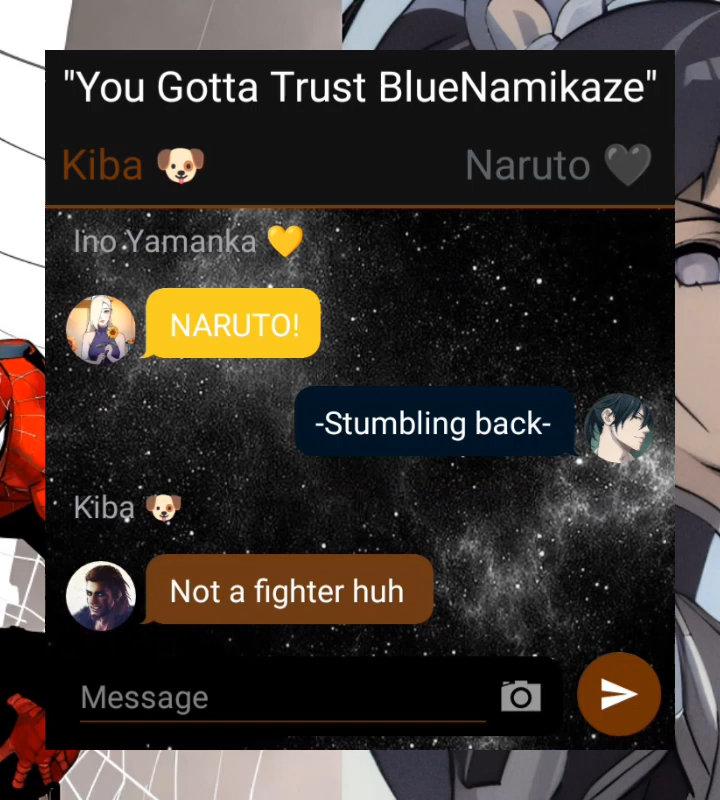 "You Gotta Trust BlueNamikaze"
Kiba 🐶 Naruto 🖤
Ino Yamanka 💛
NARUTO!
-Stumbling back-
Kiba 🐶
Not a fighter huh
Message